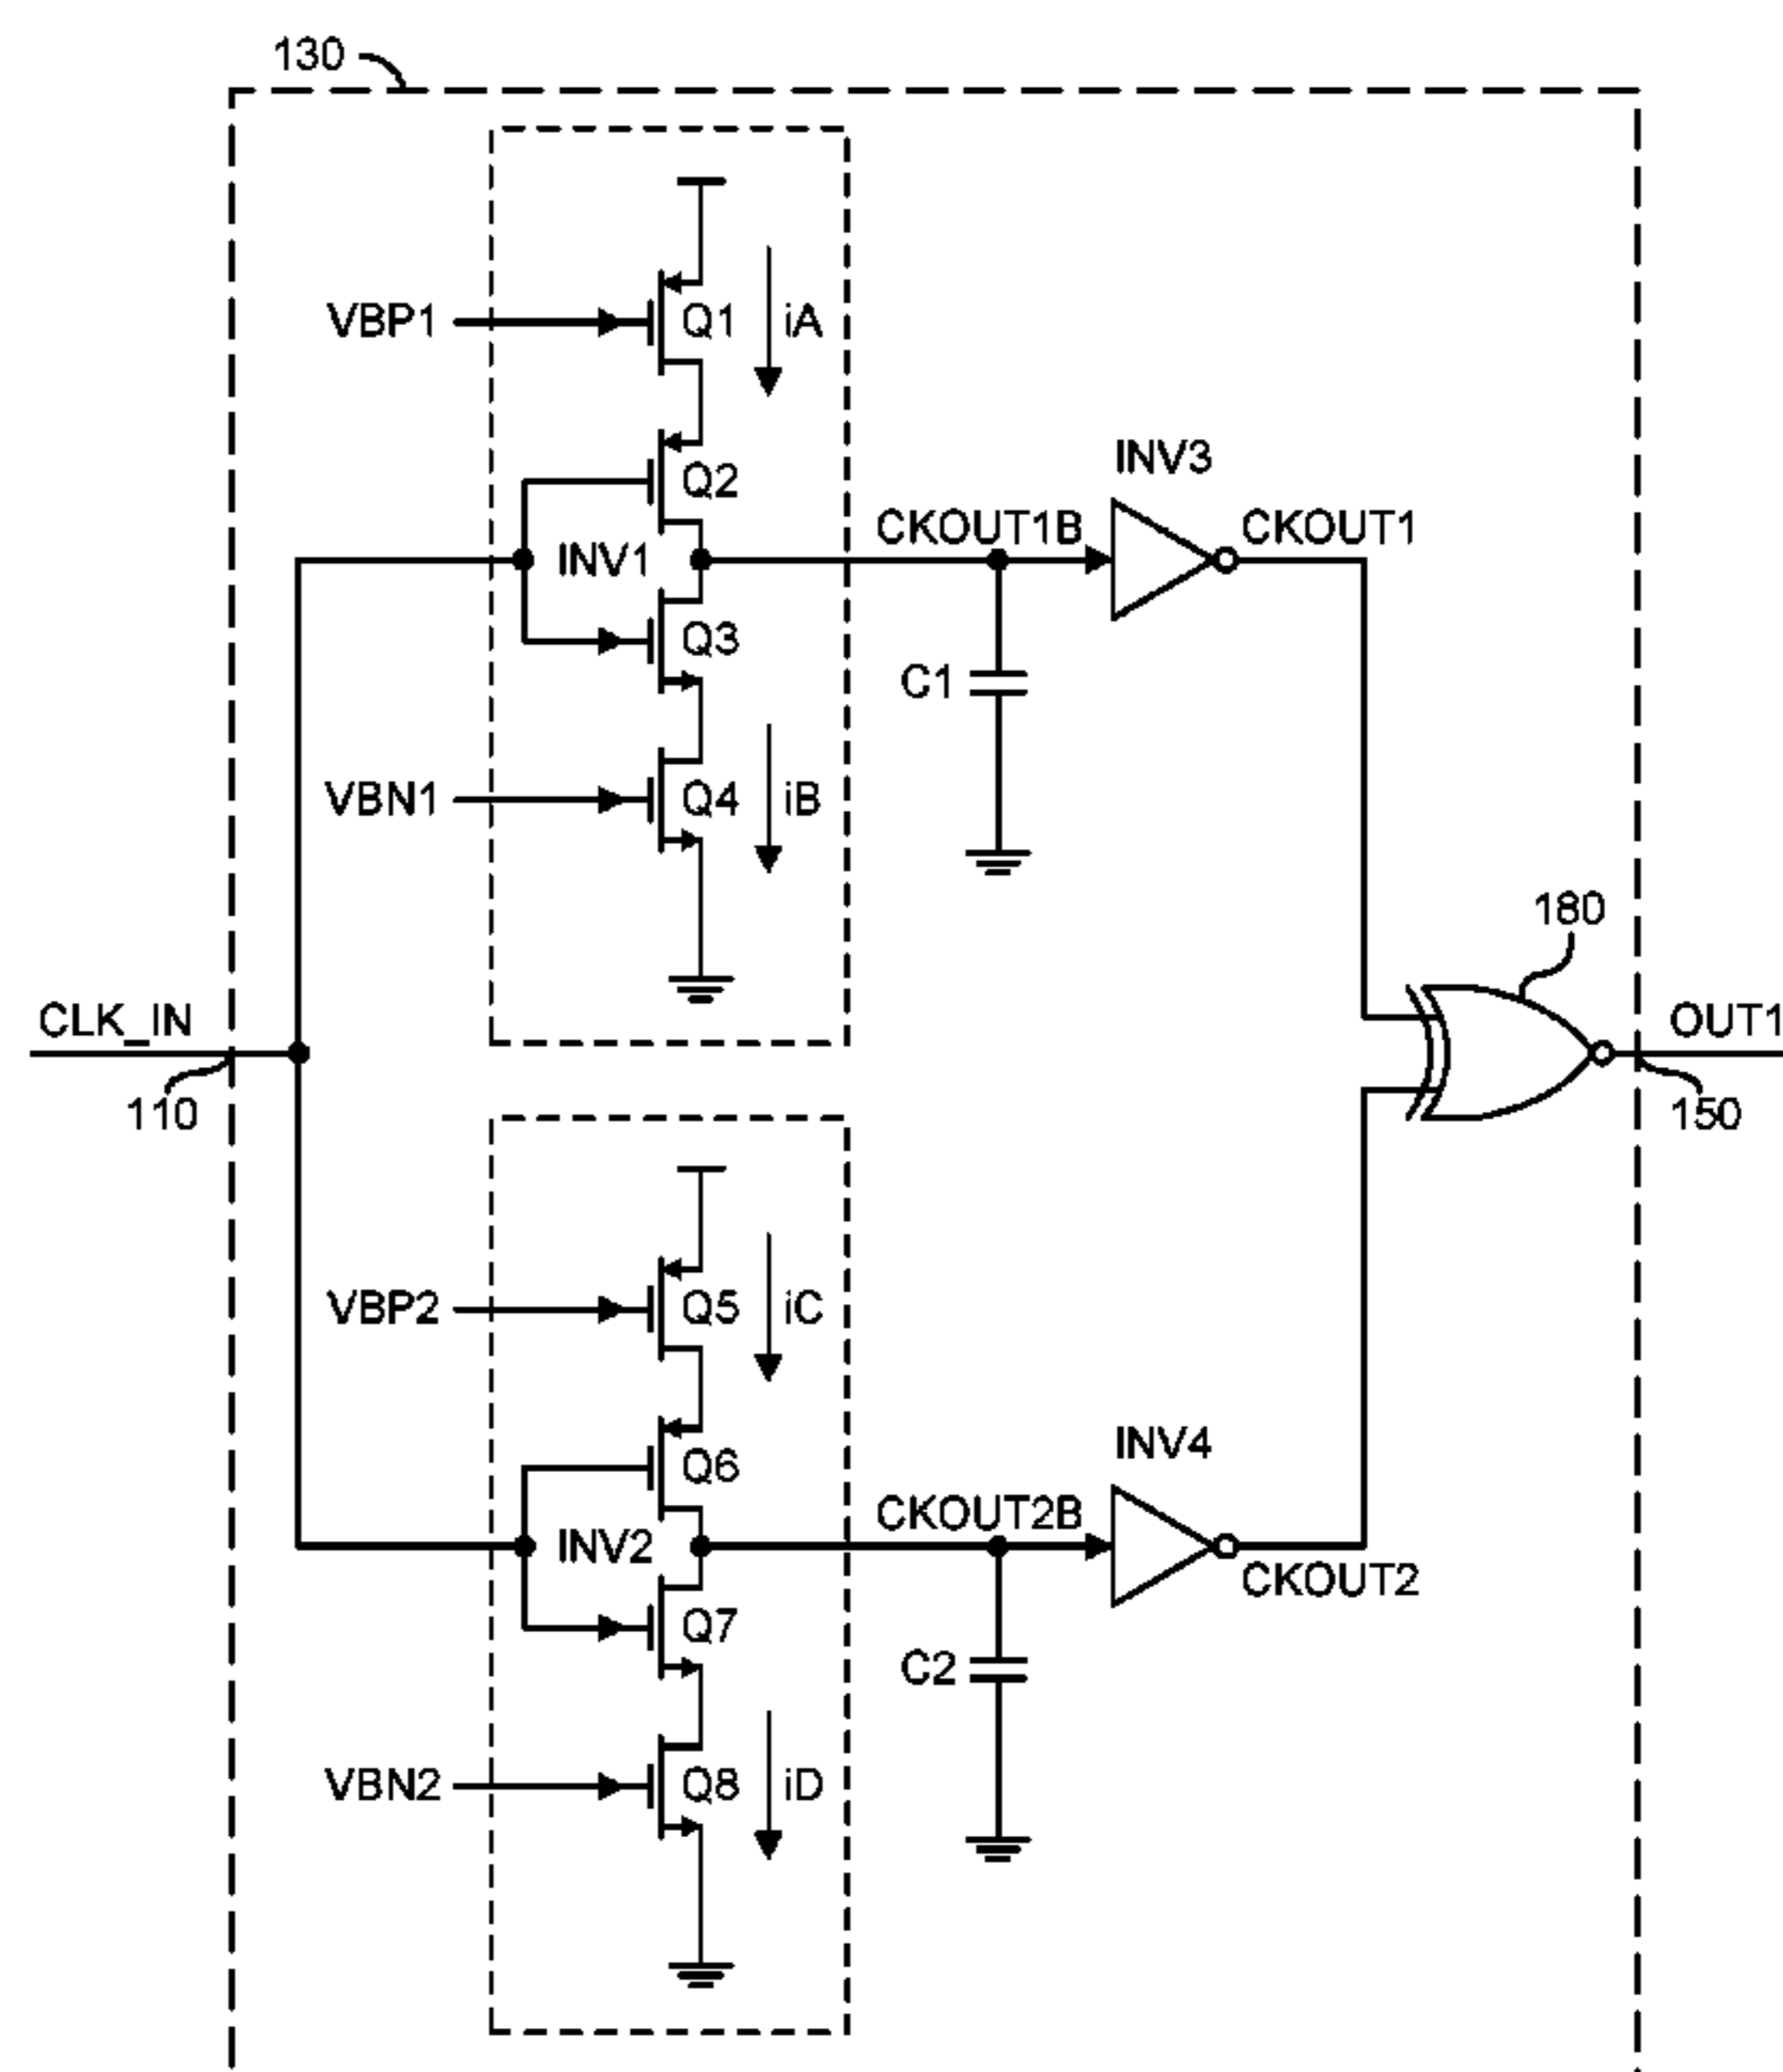 130
VBP1
Q1
iA
Q2
INV3
CKOUT1B
CKOUT1
INV1
Q3
C1
VBN1
Q4
iB
180
CLK_IN
OUT1
110
150
VBP2
Q5
iC
INV4
Q6
CKOUT2B
INV2
CKOUT2
Q7
C2
VBN2
Q8
iD